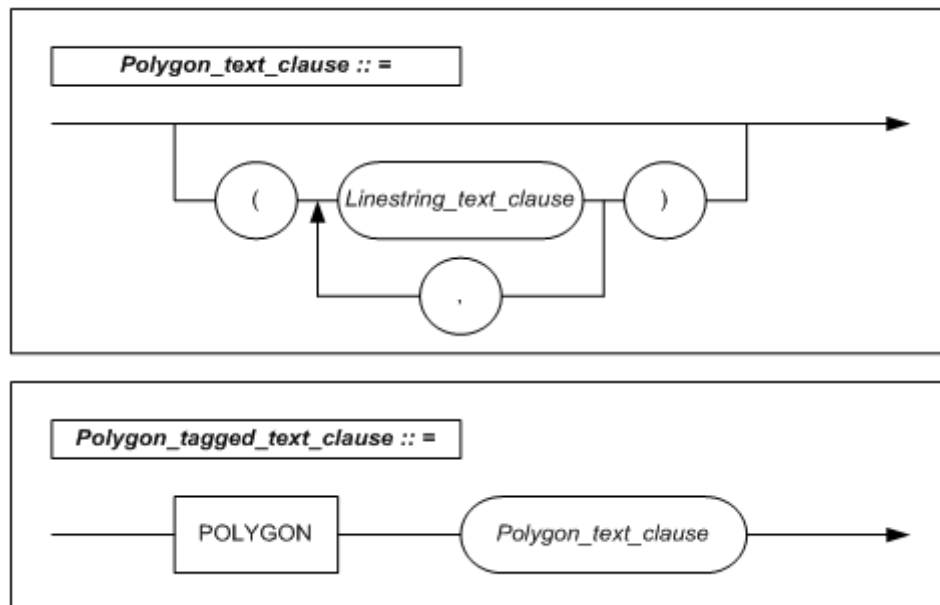 Polygon_text_clause :: =
( Linestring_text_clause )
,
Polygon_tagged_text_clause :: =
POLYGON Polygon_text_clause